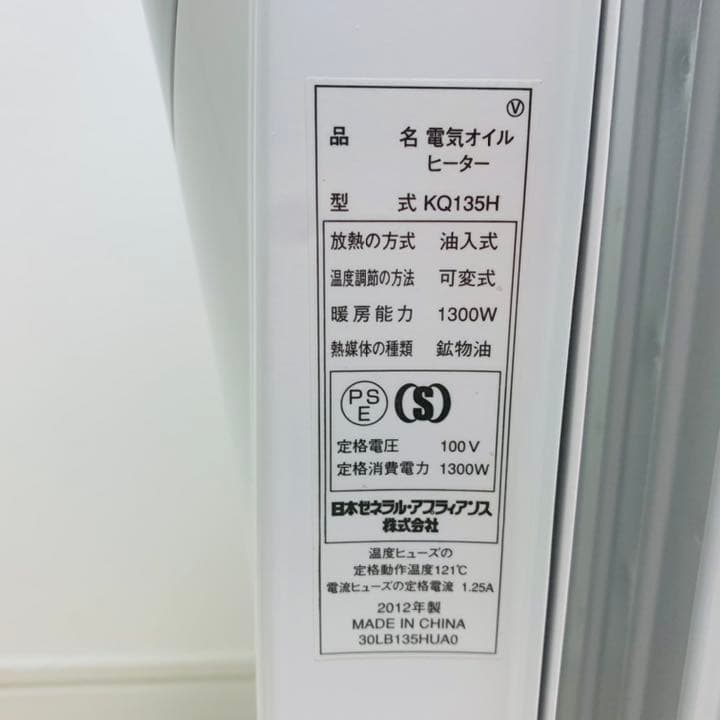 Ⓥ
品 名 電気オイル
ヒーター
型 式 KQ135H
放熱の方式 油入式
温度調節の方法 可変式
暖房能力 1300W
熱媒体の種類 鉱物油
PS
E
(S)
定格電圧 100V
定格消費電力 1300W
日本ゼネラル・アプライアンス
株式会社
温度ヒューズの
定格動作温度121℃
電流ヒューズの定格電流 1.25A
2012年製
MADE IN CHINA
30LB135HUA0